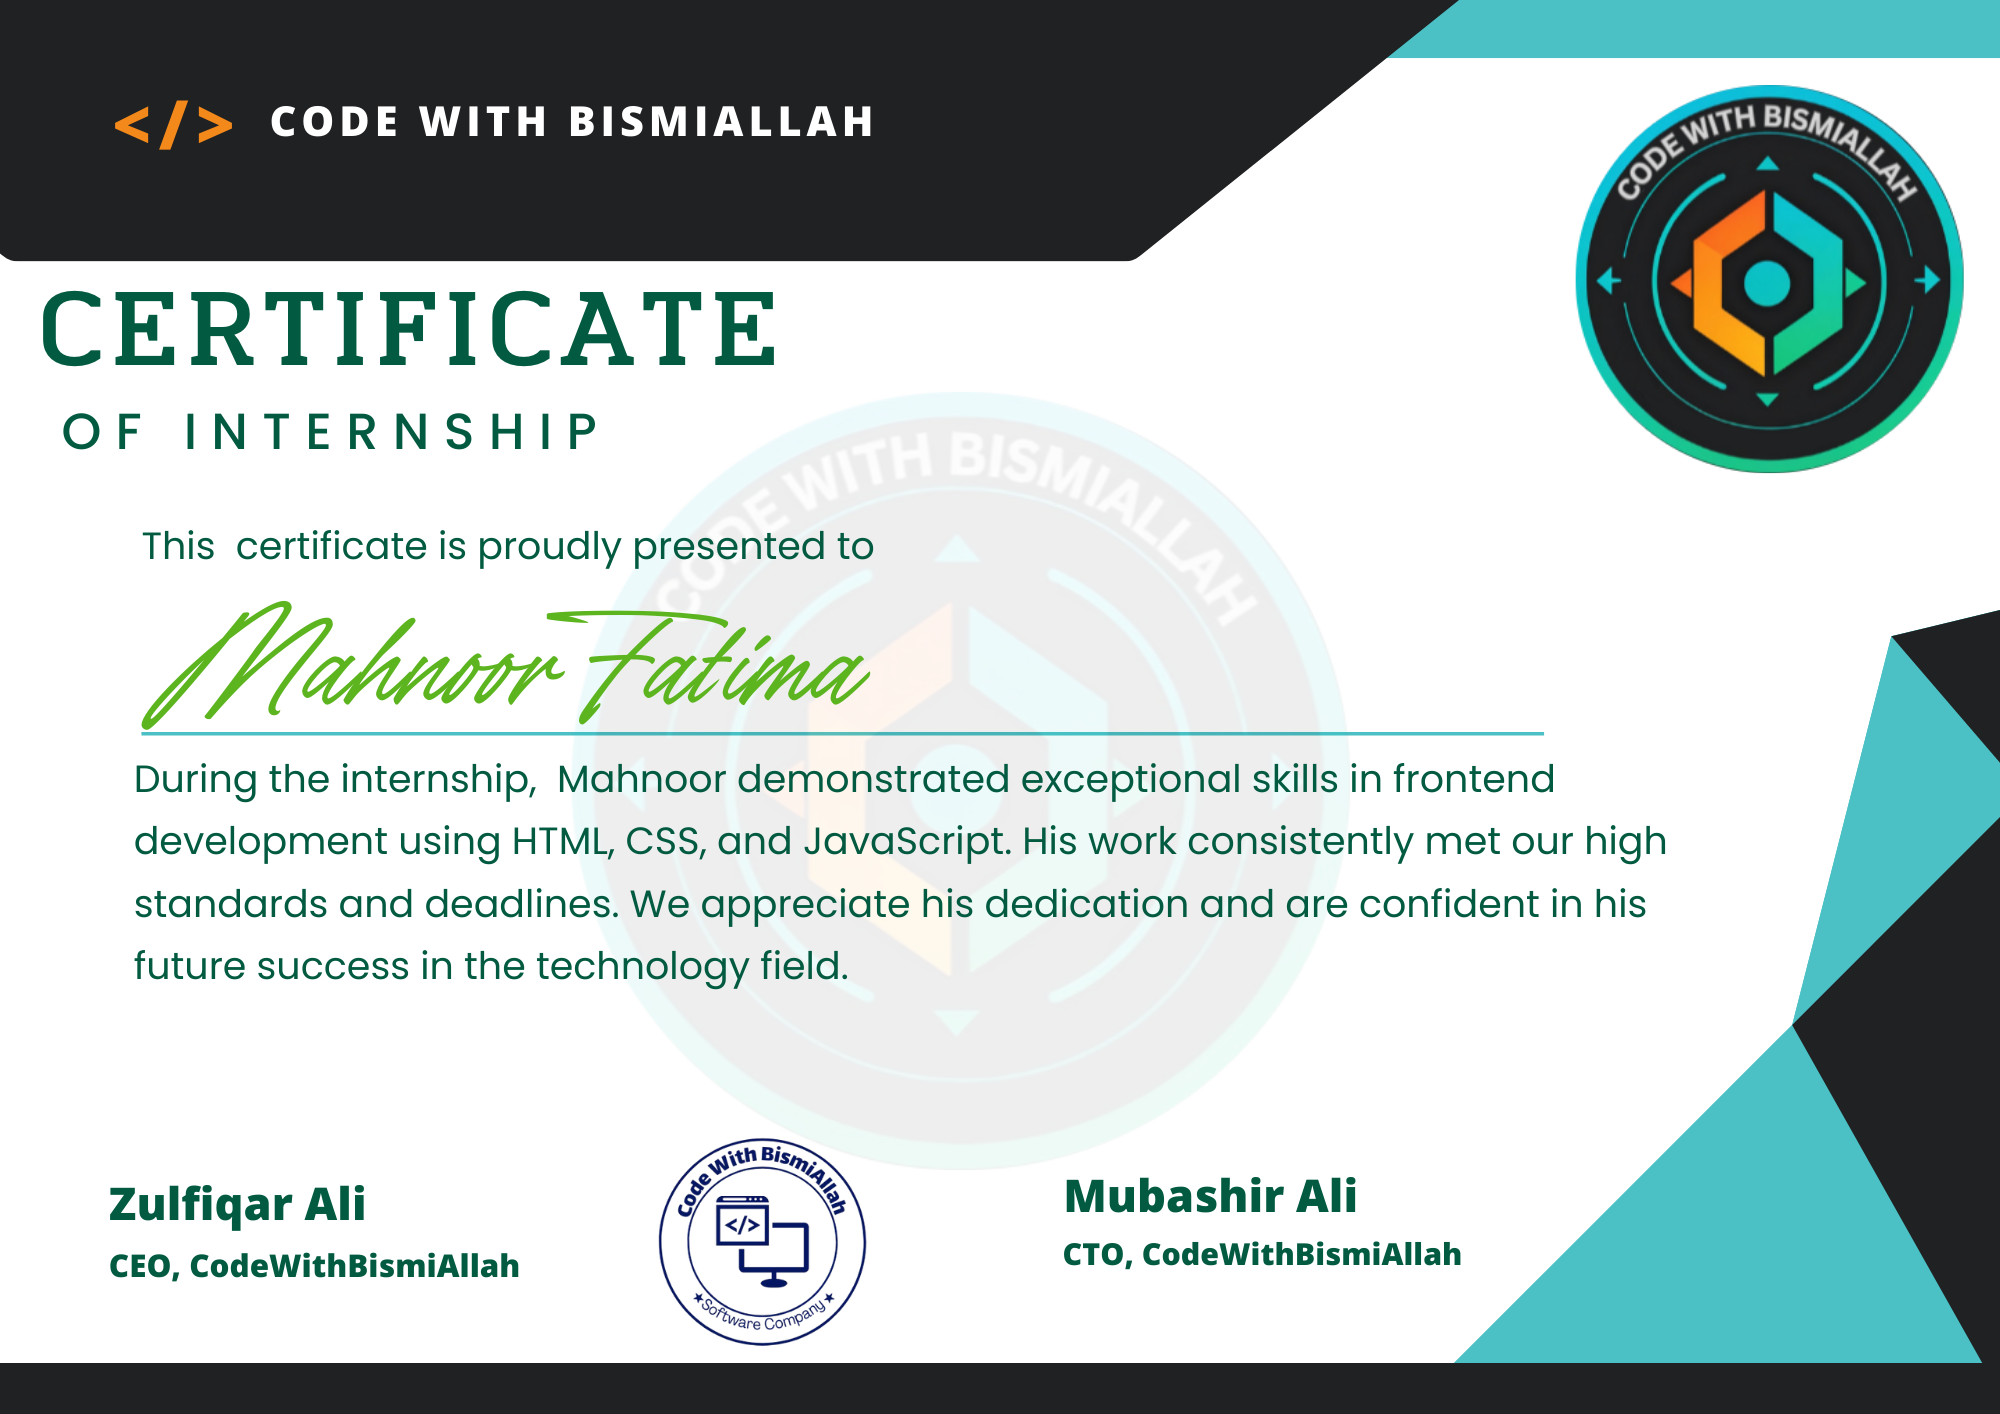 </> CODE WITH BISMIALLAH
CODE WITH BISMIALLAH
CERTIFICATE
OF INTERNSHIP
CODE WITH BISMIALLAH
This certificate is proudly presented to
Mahnoor Fatima
During the internship, Mahnoor demonstrated exceptional skills in frontend
development using HTML, CSS, and JavaScript. His work consistently met our high
standards and deadlines. We appreciate his dedication and are confident in his
future success in the technology field.
Zulfiqar Ali
CEO, CodeWithBismiAllah
Code With BismiAllah
</>
★Software Company★
Mubashir Ali
CTO, CodeWithBismiAllah